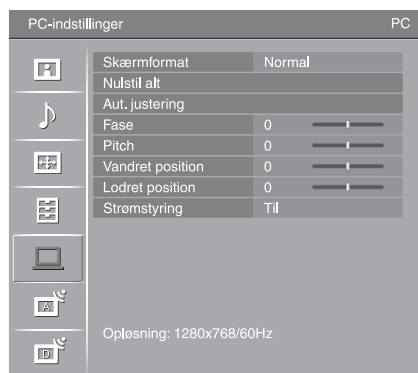 PC-indstillinger PC
Skærmformat Normal
Nulstil alt
Aut. justering
Fase 0
Pitch 0
Vandret position 0
Lodret position 0
Strømstyring Til
A
D
Opløsning: 1280x768/60Hz